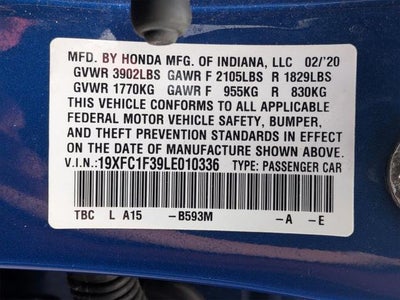 MFD. BY HONDA MFG. OF INDIANA, LLC 02/'20
GVWR 3902LBS GAWR F 2105LBS R 1829LBS
GVWR 1770KG GAWR F 955KG R 830KG
THIS VEHICLE CONFORMS TO ALL APPLICABLE
FEDERAL MOTOR VEHICLE SAFETY, BUMPER,
AND THEFT PREVENTION STANDARDS IN EFFECT
ON THE DATE OF MANUFACTURE SHOWN ABOVE.
V.I.N.:19XFC1F39LE010336 TYPE: PASSENGER CAR
TBC L A15 -B593M -A -E